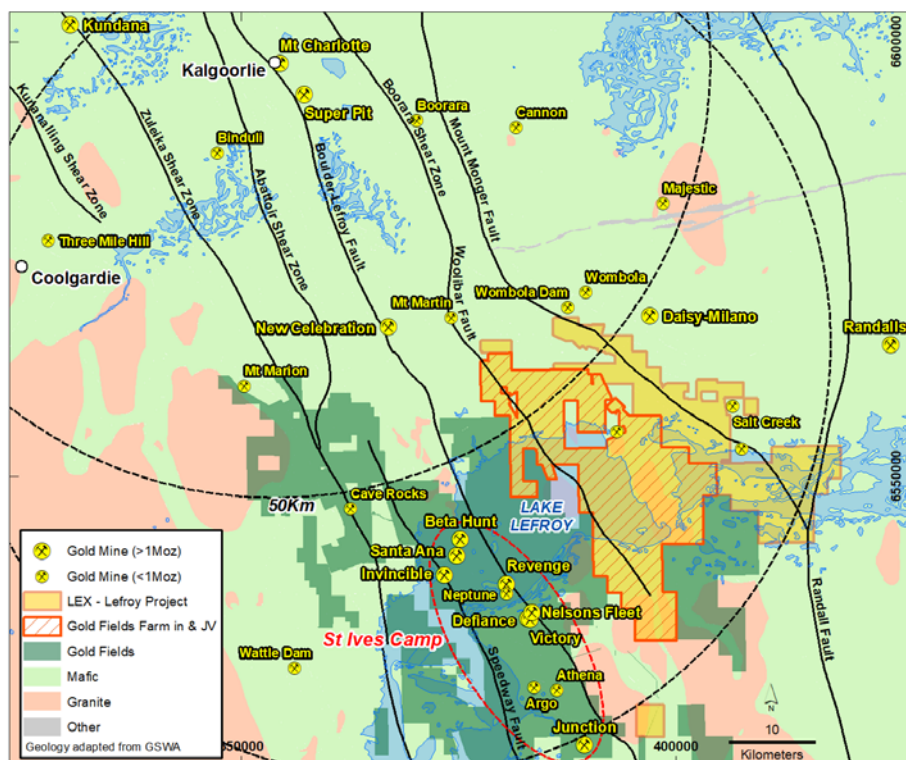 Kundana
Mt Charlotte
Kalgoorlie
Super Pit
Boorara
Cannon
Binduli
Majestic
Three Mile Hill
Coolgardie
Kunanalling Shear Zone
Zuleika Shear Zone
Abattoir Shear Zone
Boulder Lefroy Fault
Boorara Shear Zone
Mount Monger Fault
Woolibar Fault
6600000
Wombola
Wombola Dam
Mt Martin
Daisy-Milano
New Celebration
Randalls
Mt Marion
Salt Creek
50Km
Cave Rocks
LAKE
LEFROY
6550000
Beta Hunt
Santa Ana
Invincible
Revenge
Neptune
Nelsons Fleet
Defiance
Victory
St Ives Camp
Speedway Fault
Randall Fault
Wattle Dam
Athena
Argo
Junction
Gold Mine (>1Moz)
Gold Mine (<1Moz)
LEX - Lefroy Project
Gold Fields Farm in & JV
Gold Fields
Mafic
Granite
Other
Geology adapted from GSWA
350000
400000
N
10
Kilometers